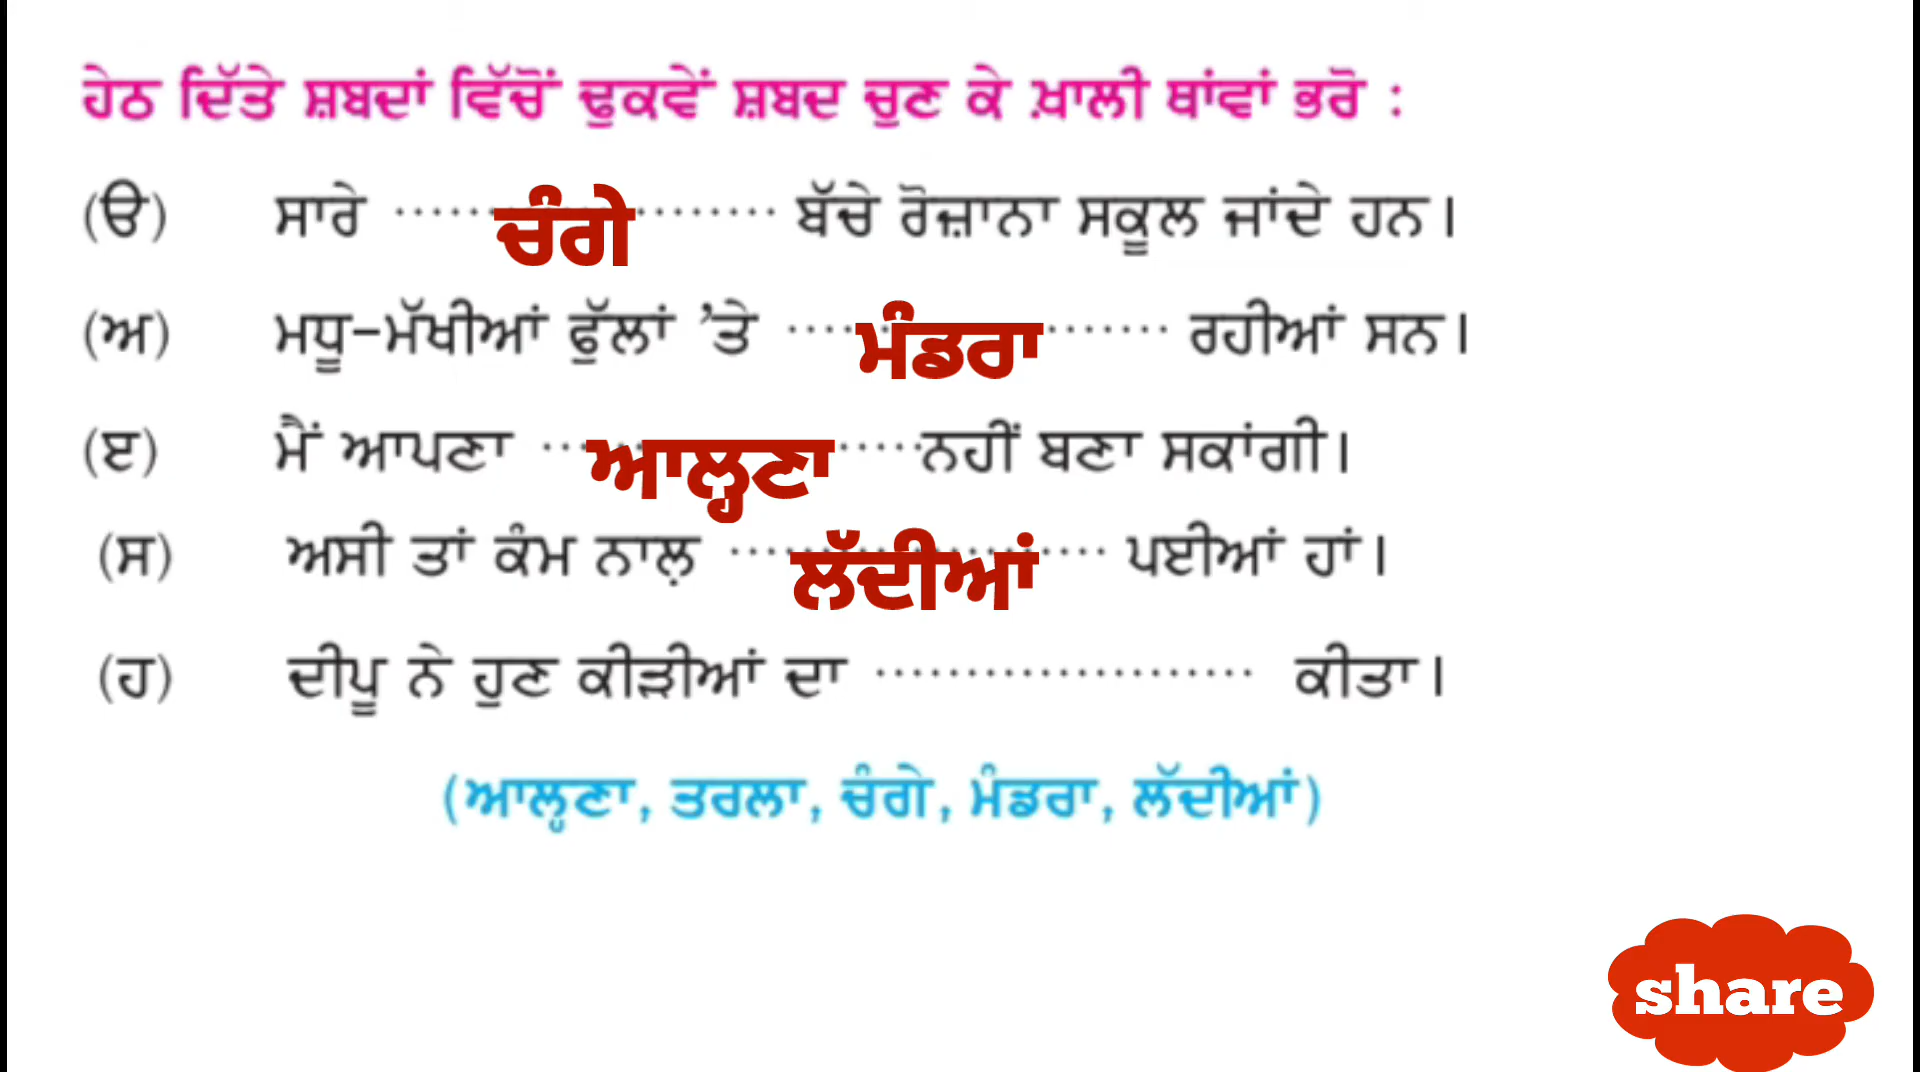 ਹੇਠ ਦਿੱਤੇ ਸ਼ਬਦਾਂ ਵਿੱਚੋਂ ਢੁਕਵੇਂ ਸ਼ਬਦ ਚੁਣ ਕੇ ਖ਼ਾਲੀ ਥਾਂਵਾਂ ਭਰੋ :
(ੳ) ਸਾਰੇ ਚੰਗੇ ਬੱਚੇ ਰੋਜ਼ਾਨਾ ਸਕੂਲ ਜਾਂਦੇ ਹਨ।
(ਅ) ਮਧੂ-ਮੱਖੀਆਂ ਫੁੱਲਾਂ 'ਤੇ ਮੰਡਰਾ ਰਹੀਆਂ ਸਨ।
(ੲ) ਮੈਂ ਆਪਣਾ ਆਲ੍ਹਣਾ ਨਹੀਂ ਬਣਾ ਸਕਾਂਗੀ।
(ਸ) ਅਸੀ ਤਾਂ ਕੰਮ ਨਾਲ਼ ਲੱਦੀਆਂ ਪਈਆਂ ਹਾਂ।
(ਹ) ਦੀਪੂ ਨੇ ਹੁਣ ਕੀੜੀਆਂ ਦਾ ..................... ਕੀਤਾ।
(ਆਲ੍ਹਣਾ, ਤਰਲਾ, ਚੰਗੇ, ਮੰਡਰਾ, ਲੱਦੀਆਂ)
share